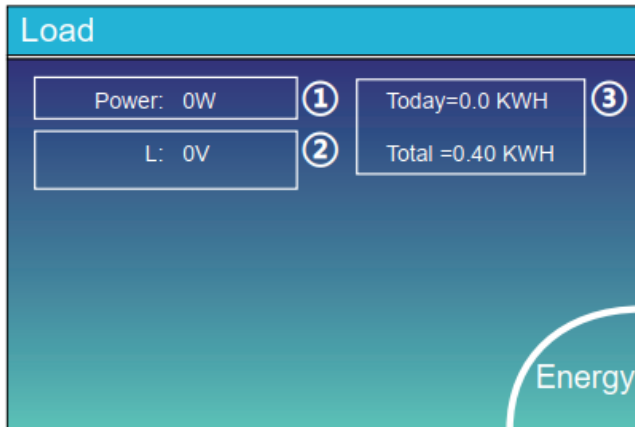 Load
Power: 0W ① Today=0.0 KWH ③
L: 0V ② Total =0.40 KWH
Energy